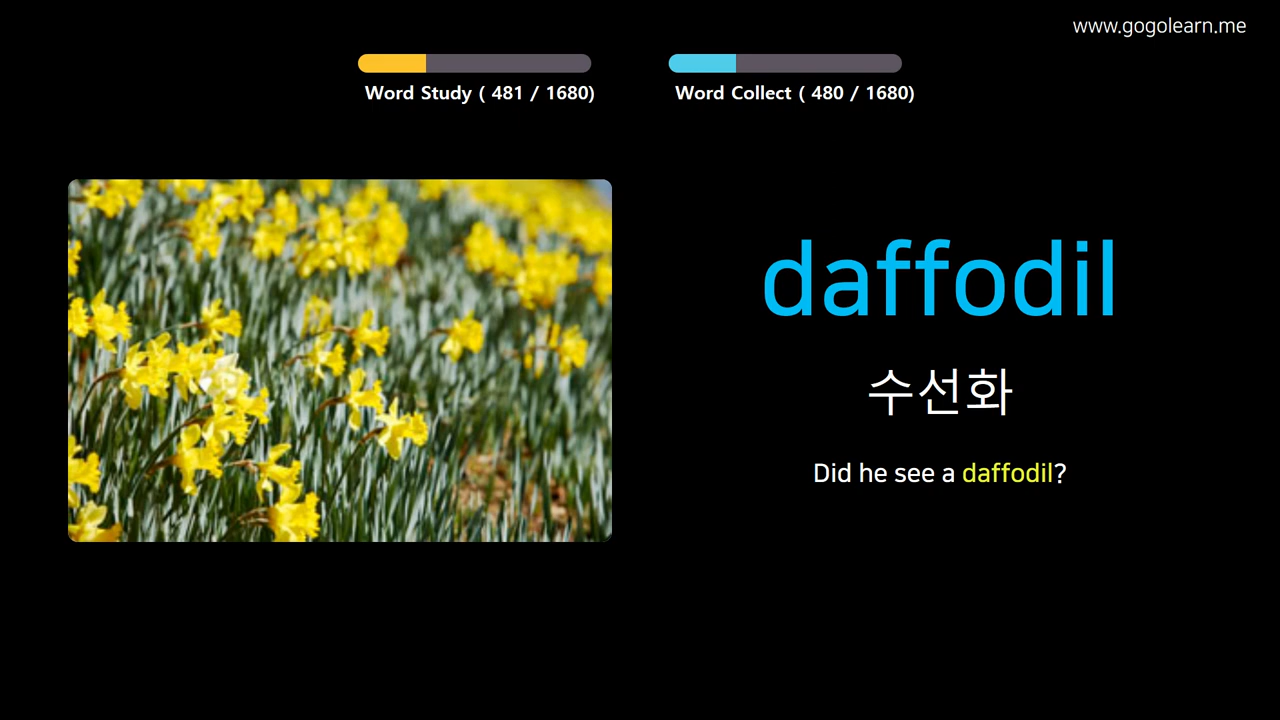 www.gogolearn.me
Word Study ( 481 / 1680)
Word Collect ( 480 / 1680)
daffodil
수선화
Did he see a daffodil?